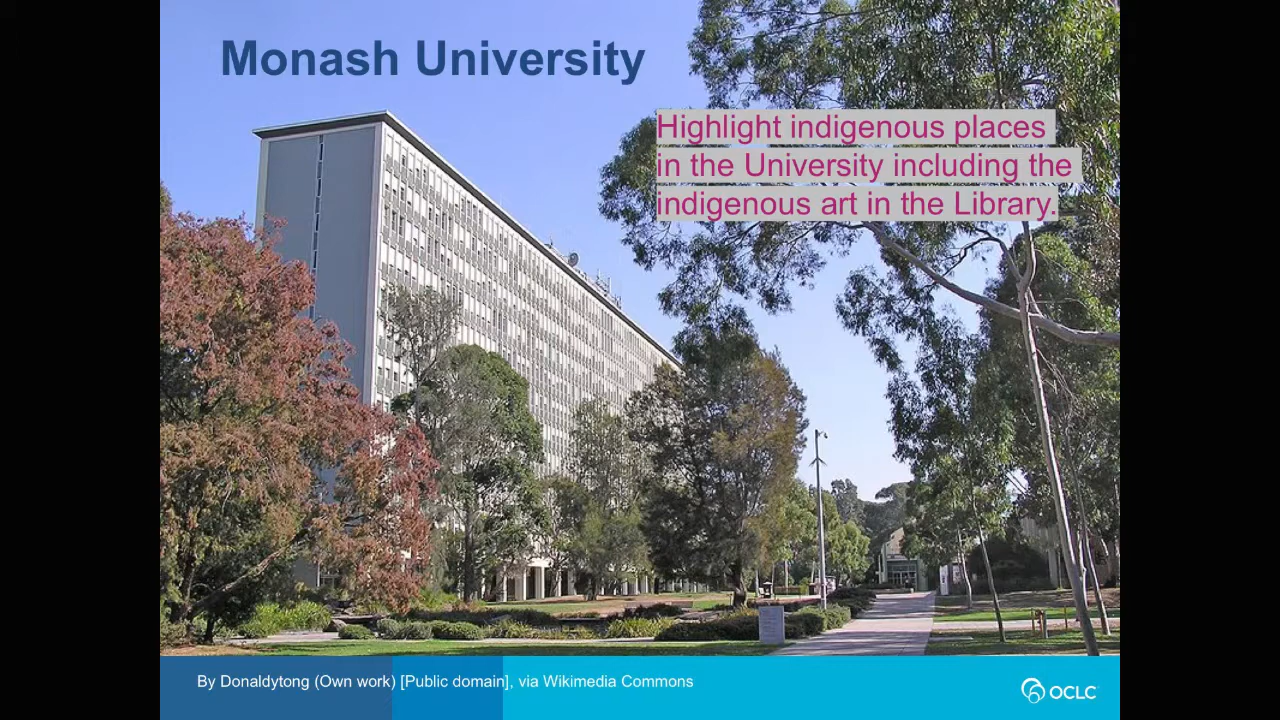 Monash University
Highlight indigenous places
in the University including the
indigenous art in the Library.
By Donaldytong (Own work) [Public domain], via Wikimedia Commons
OCLC